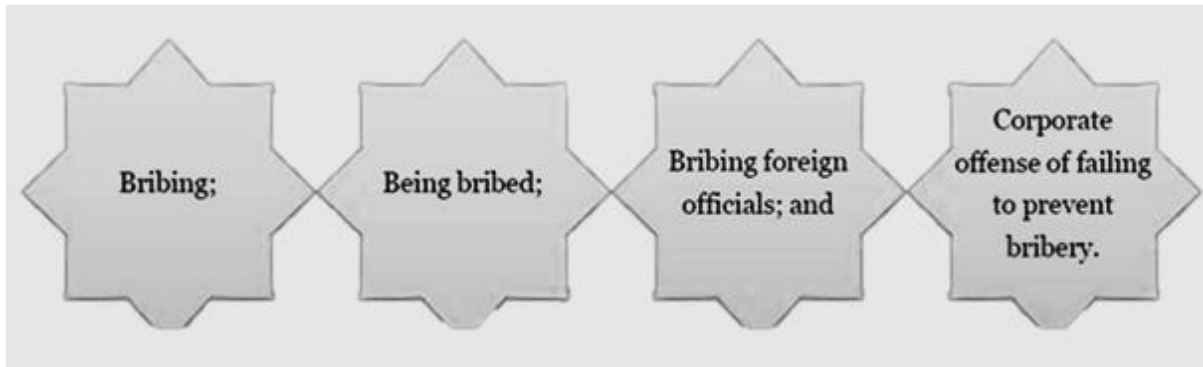 Bribing;
Being bribed;
Bribing foreign
officials; and
Corporate
offense of failing
to prevent
bribery.